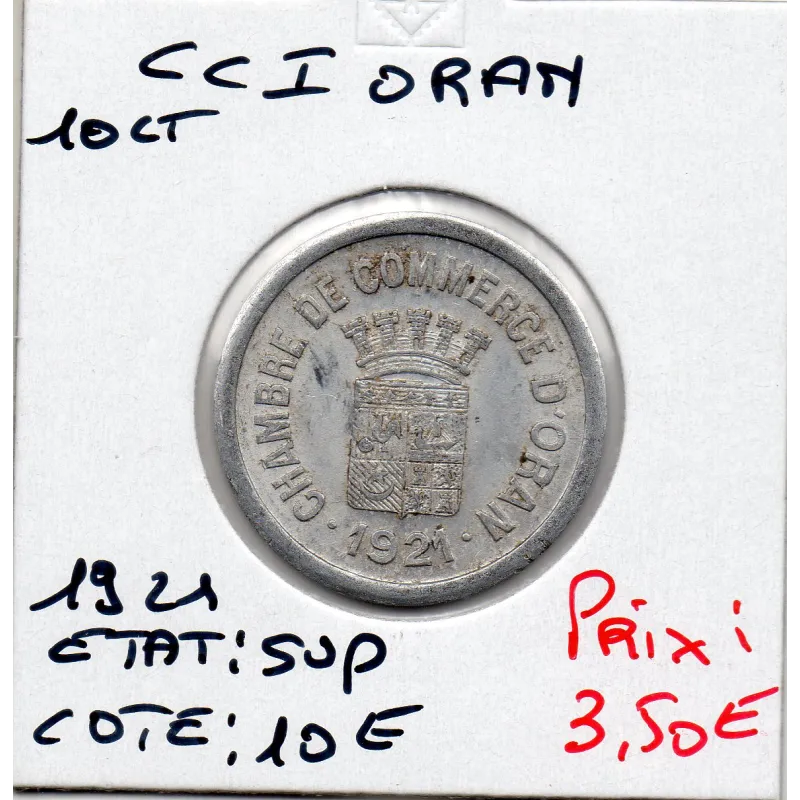 CCI ORAN
10CT
· CHAMBRE DE COMMERCE D'ORAN ·
1921
1921
ETAT: SUP
COTE: 10E
PRIX:
3,50E